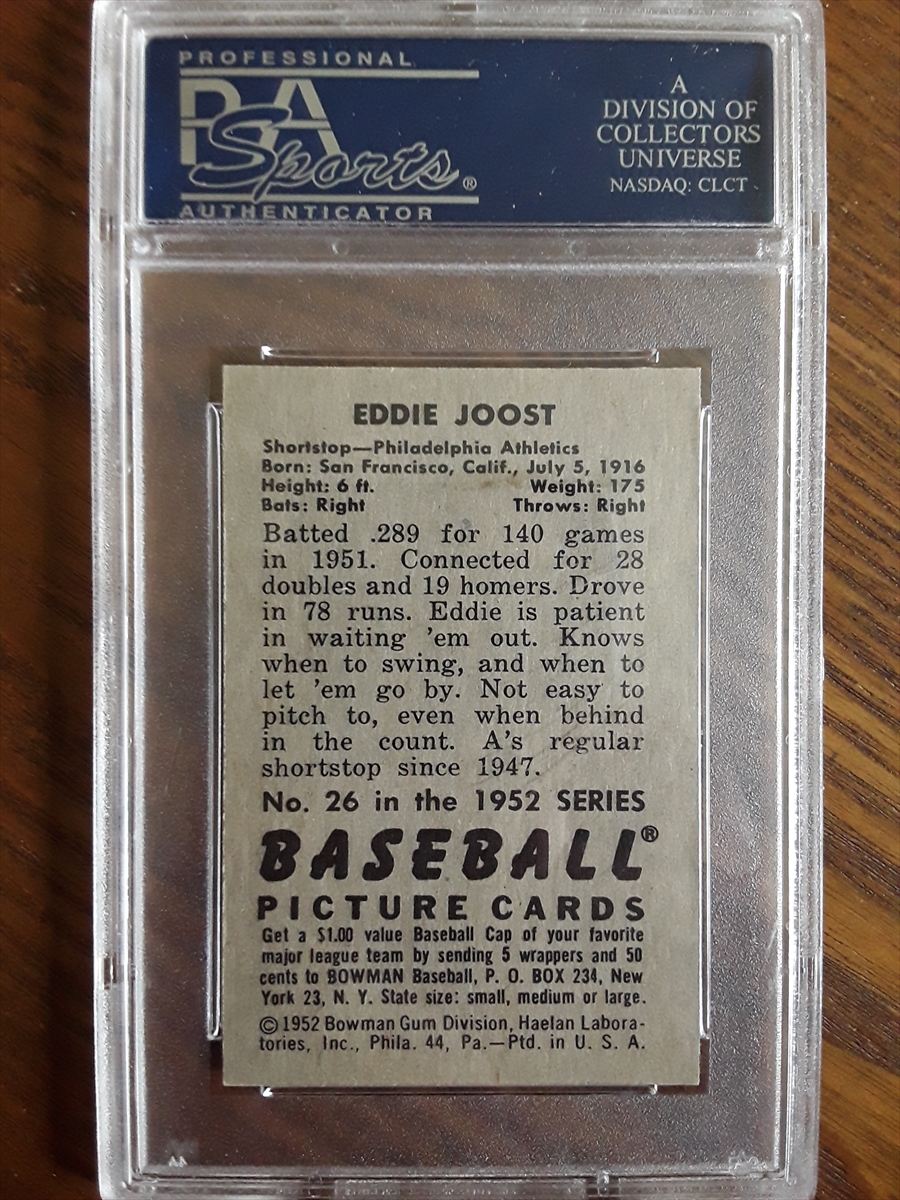 PROFESSIONAL
PSA
Sports®
AUTHENTICATOR
A
DIVISION OF
COLLECTORS
UNIVERSE
NASDAQ: CLCT
EDDIE JOOST
Shortstop—Philadelphia Athletics
Born: San Francisco, Calif., July 5, 1916
Height: 6 ft. Weight: 175
Bats: Right Throws: Right
Batted .289 for 140 games
in 1951. Connected for 28
doubles and 19 homers. Drove
in 78 runs. Eddie is patient
in waiting 'em out. Knows
when to swing, and when to
let 'em go by. Not easy to
pitch to, even when behind
in the count. A's regular
shortstop since 1947.
No. 26 in the 1952 SERIES
BASEBALL®
PICTURE CARDS
Get a $1.00 value Baseball Cap of your favorite
major league team by sending 5 wrappers and 50
cents to BOWMAN Baseball, P. O. BOX 234, New
York 23, N. Y. State size: small, medium or large.
©1952 Bowman Gum Division, Haelan Labora-
tories, Inc., Phila. 44, Pa.—Ptd. in U. S. A.